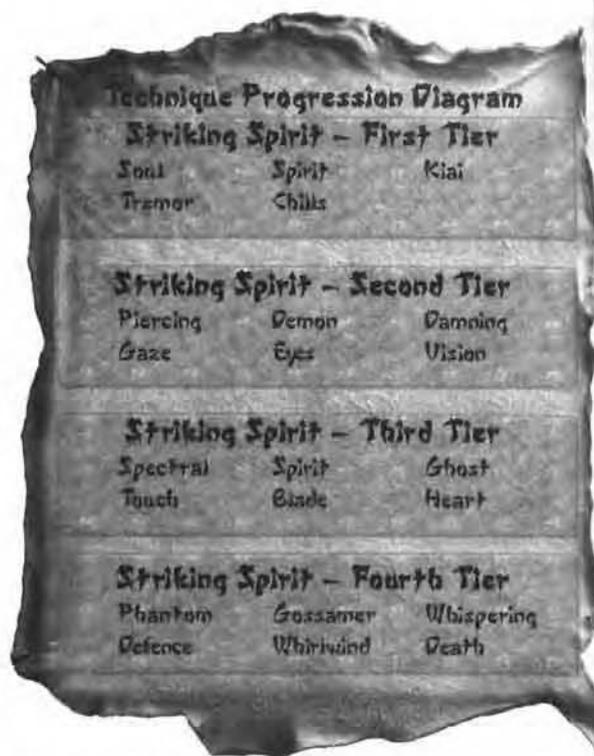 Technique Progression Diagram
Striking Spirit – First Tier
Soul Spirit Kiai
Tremor Chills
Striking Spirit – Second Tier
Piercing Demon Damning
Gaze Eyes Vision
Striking Spirit – Third Tier
Spectral Spirit Ghost
Touch Blade Heart
Striking Spirit – Fourth Tier
Phantom Gossamer Whispering
Defence Whirlwind Death